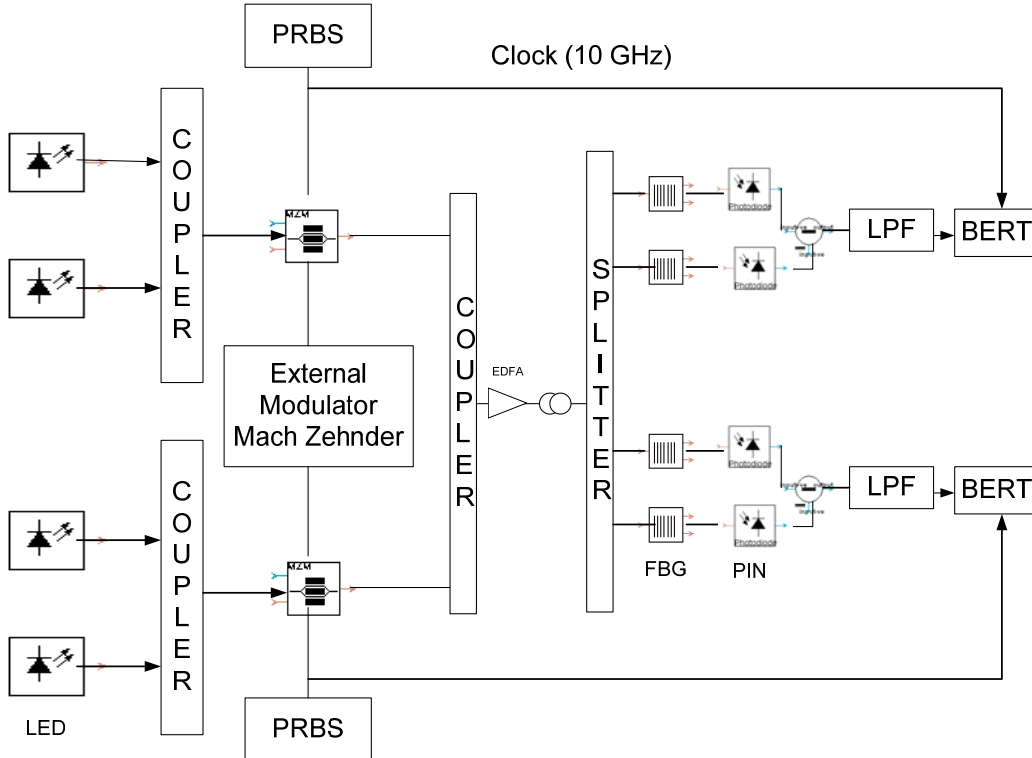 PRBS
Clock (10 GHz)
COUPLER
MZM
COUPLER
EDFA
SPLITTER
Photodiode
LPF
BERT
External
Modulator
Mach Zehnder
COUPLER
MZM
Photodiode
Photodiode
LPF
BERT
Photodiode
FBG
PIN
LED
PRBS